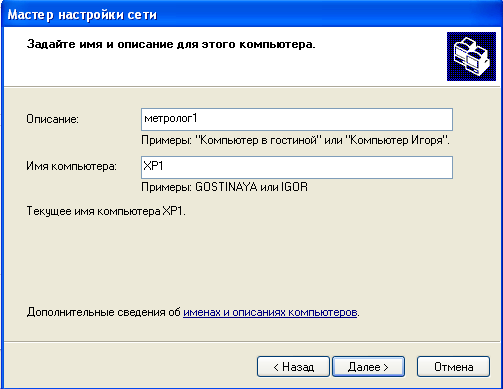 Мастер настройки сети
Задайте имя и описание для этого компьютера.
Описание:
метролог1
Примеры: "Компьютер в гостиной" или "Компьютер Игоря".
Имя компьютера:
XP1
Примеры: GOSTINAYA или IGOR
Текущее имя компьютера XP1.
Дополнительные сведения об именах и описаниях компьютеров.
< Назад
Далее >
Отмена